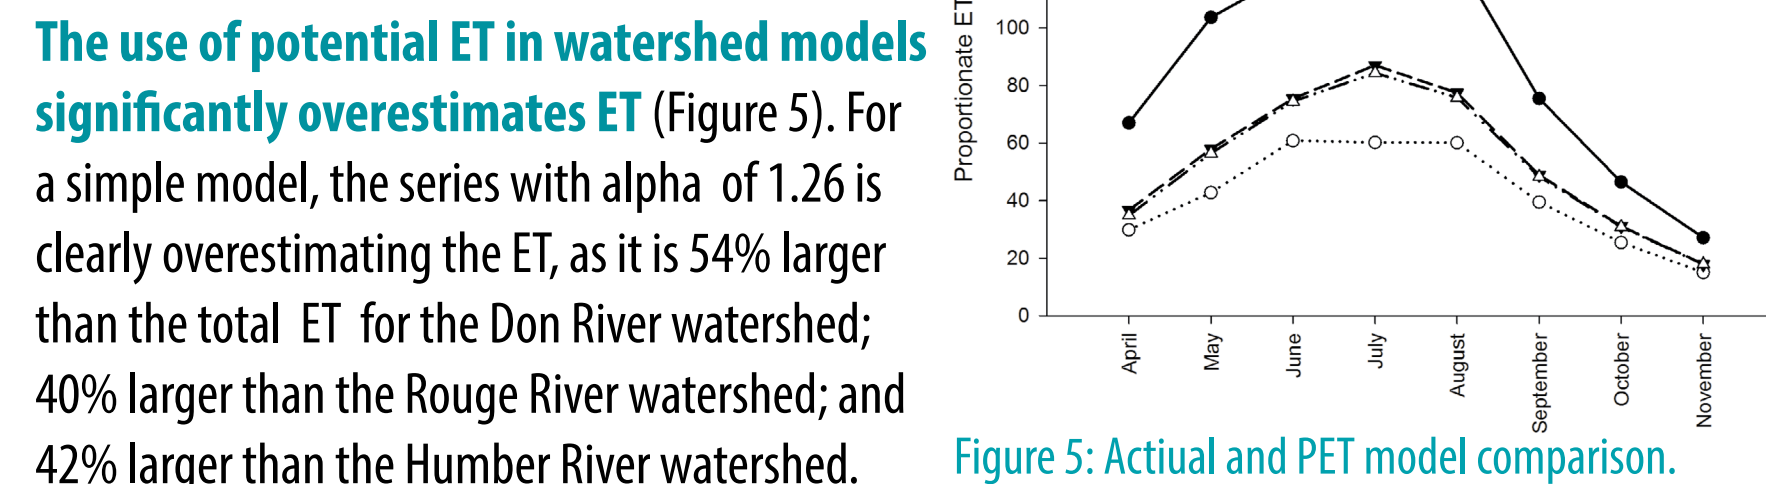 The use of potential ET in watershed models
significantly overestimates ET (Figure 5). For
a simple model, the series with alpha of 1.26 is
clearly overestimating the ET, as it is 54% larger
than the total ET for the Don River watershed;
40% larger than the Rouge River watershed; and
42% larger than the Humber River watershed.
Proportionate ET
100
80
60
40
20
0
April
May
June
July
August
September
October
November
Figure 5: Actiual and PET model comparison.